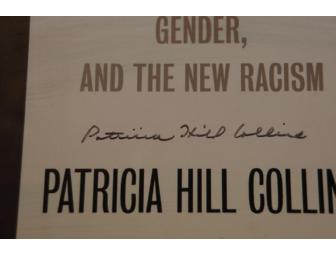 GENDER,
AND THE NEW RACISM
Patricia Hill Collins
PATRICIA HILL COLLIN